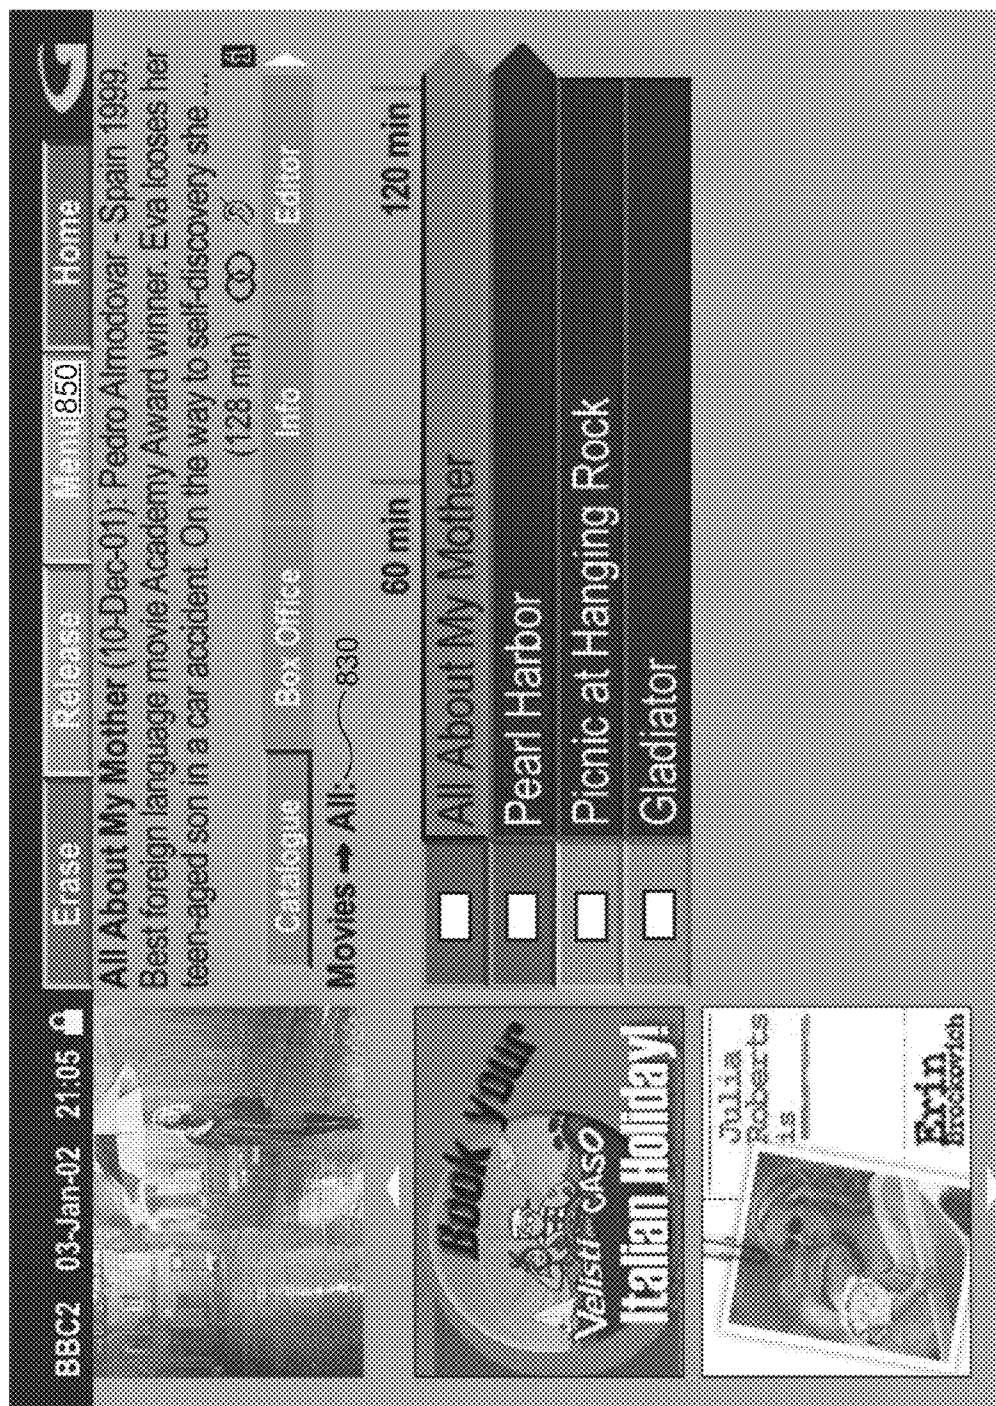 BBC2 03-Jan-02 21:05 Erase Release Menu 850 Home
All About My Mother (10-Dec-01): Pedro Almodovar - Spain 1999.
Best foreign language movie Academy Award winner. Eva looses her
teen-aged son in a car accident. On the way to self-discovery she ....
(128 min)
Catalogue Box Office Info Editor
Movies ➡ All:
830
60 min 120 min
All About My Mother
Pearl Harbor
Picnic at Hanging Rock
Gladiator
Book your
Velisti CASO
Italian Holiday!
Julia
Roberts
is
Erin
Brockovich